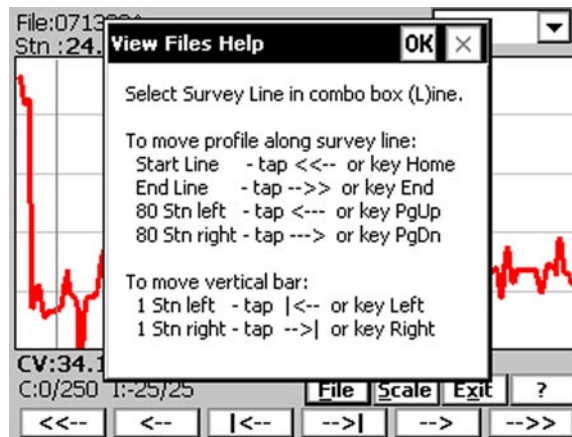 File:0713
Stn :24.
View Files Help OK
Select Survey Line in combo box (L)ine.
To move profile along survey line:
Start Line - tap <<-- or key Home
End Line - tap -->> or key End
80 Stn left - tap <--- or key PgUp
80 Stn right - tap ---> or key PgDn
To move vertical bar:
1 Stn left - tap |<-- or key Left
1 Stn right - tap -->| or key Right
CV:34.1
C:0/250 I:-25/25 File Scale Exit ?
<<-- <-- |<-- -->| --> -->>